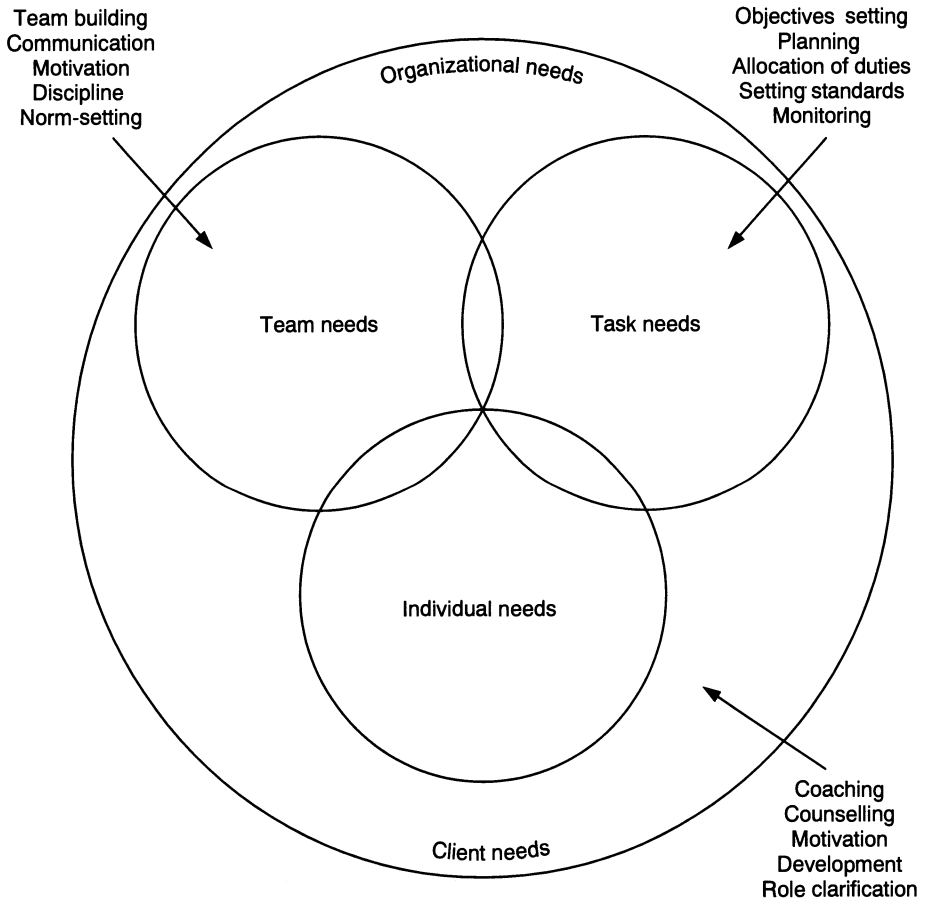 Team building
Communication
Motivation
Discipline
Norm-setting
Objectives setting
Planning
Allocation of duties
Setting standards
Monitoring
Organizational needs
Team needs
Task needs
Individual needs
Client needs
Coaching
Counselling
Motivation
Development
Role clarification